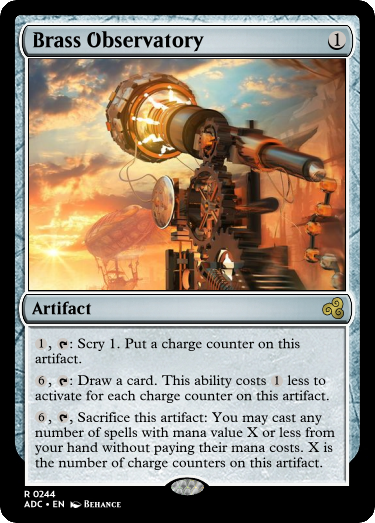 Brass Observatory 1
Artifact
1, : Scry 1. Put a charge counter on this
artifact.
6, : Draw a card. This ability costs 1 less to
activate for each charge counter on this artifact.
6, , Sacrifice this artifact: You may cast any
number of spells with mana value X or less from
your hand without paying their mana costs. X is
the number of charge counters on this artifact.
R 0244
ADC • EN Behance